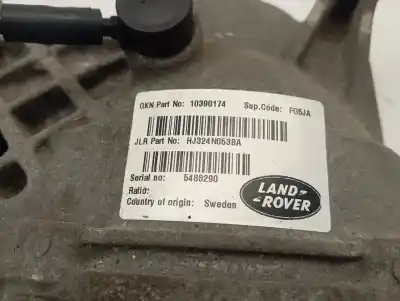 GKN Part No: 10390174 Sup.Code: F05JA
JLR Part No: HJ324N053BA
Serial no: 5488290
Ratio:
Country of origin: Sweden
LAND-
ROVER